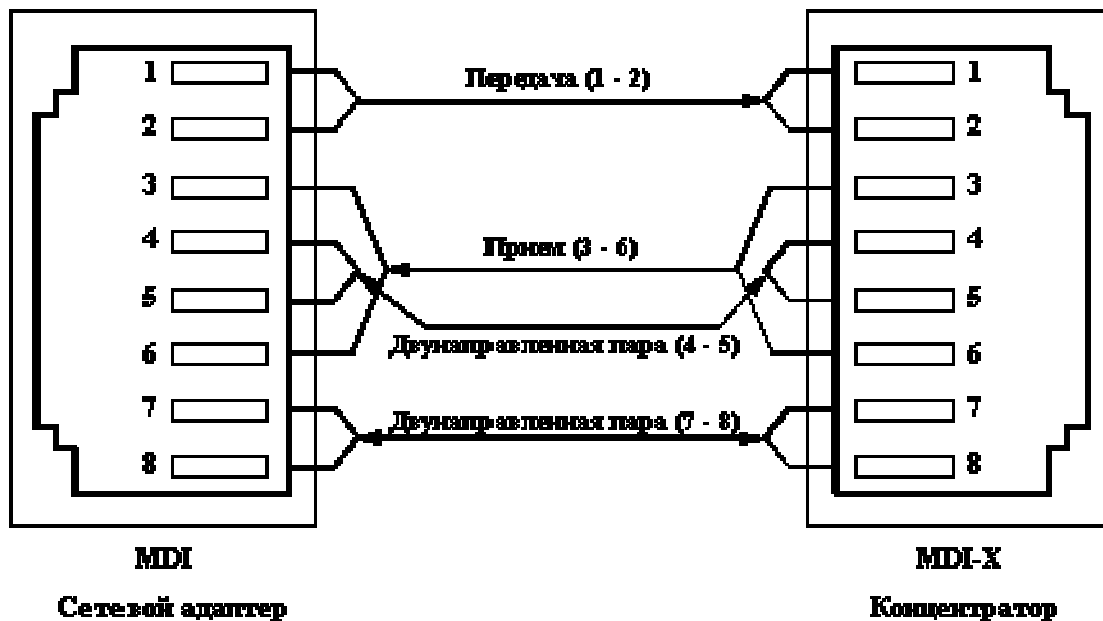 1 Передача (1 - 2) 1
2 2
3 3
4 Прием (3 - 6) 4
5 5
6 Двунаправленная пара (4 - 5) 6
7 Двунаправленная пара (7 - 8) 7
8 8
MDI MDI-X
Сетевой адаптер Концентратор